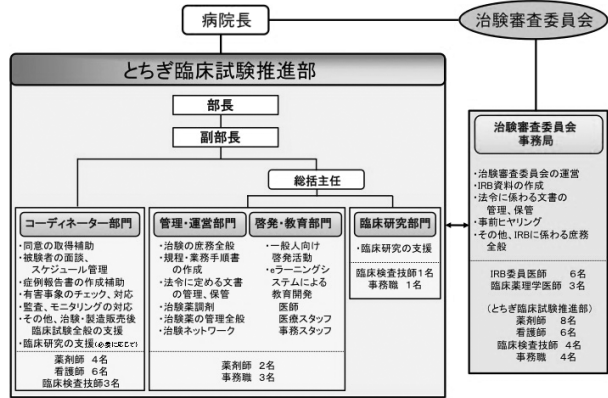 病院長
治験審査委員会
とちぎ臨床試験推進部
部長
副部長
総括主任
コーディネーター部門
・同意の取得補助
・被験者の面談、
スケジュール管理
・症例報告書の作成補助
・有害事象のチェック、対応
・監査、モニタリングの対応
・その他、治験・製造販売後
臨床試験全般の支援
・臨床研究の支援(必要に応じて)
薬剤師 4名
看護師 6名
臨床検査技師3名
管理・運営部門
・治験の庶務全般
・規程・業務手順書
の作成
・法令に定める文書
の管理、保管
・治験薬調剤
・治験薬の管理全般
・治験ネットワーク
啓発・教育部門
・一般人向け
啓発活動
・eラーニングシ
ステムによる
教育開発
医師
医療スタッフ
事務スタッフ
薬剤師 2名
事務職 3名
臨床研究部門
・臨床研究の支援
臨床検査技師1名
事務職 1名
治験審査委員会
事務局
・治験審査委員会の運営
・IRB資料の作成
・法令に係わる文書の
管理、保管
・事前ヒヤリング
・その他、IRBに係わる庶務
全般
IRB委員医師 6名
臨床薬理学医師 3名
(とちぎ臨床試験推進部)
薬剤師 8名
看護師 6名
臨床検査技師 4名
事務職 4名